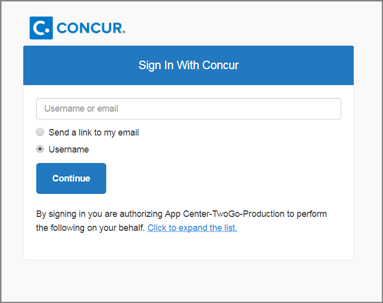 C. CONCUR.
Sign In With Concur
Username or email
Send a link to my email
Username
Continue
By signing in you are authorizing App Center-TwoGo-Production to perform
the following on your behalf. Click to expand the list.